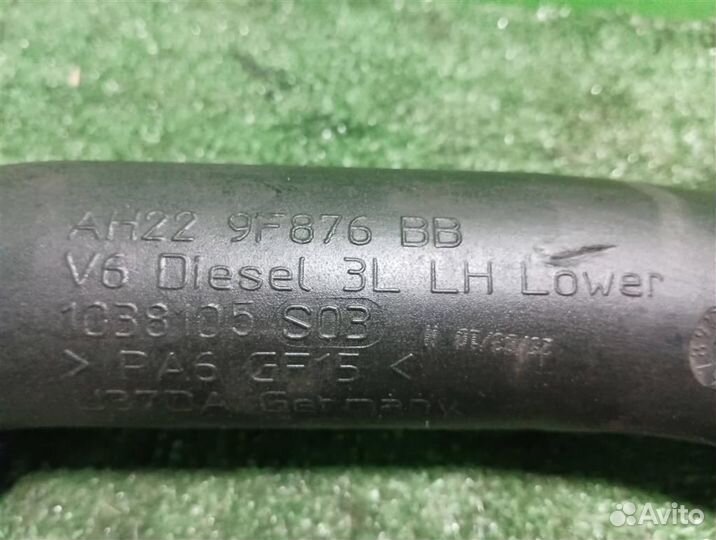 AH22 9F876 BB
V6 Diesel 3L LH Lower
1038105 S03
> PA6 GF15 <
Germany
Avito